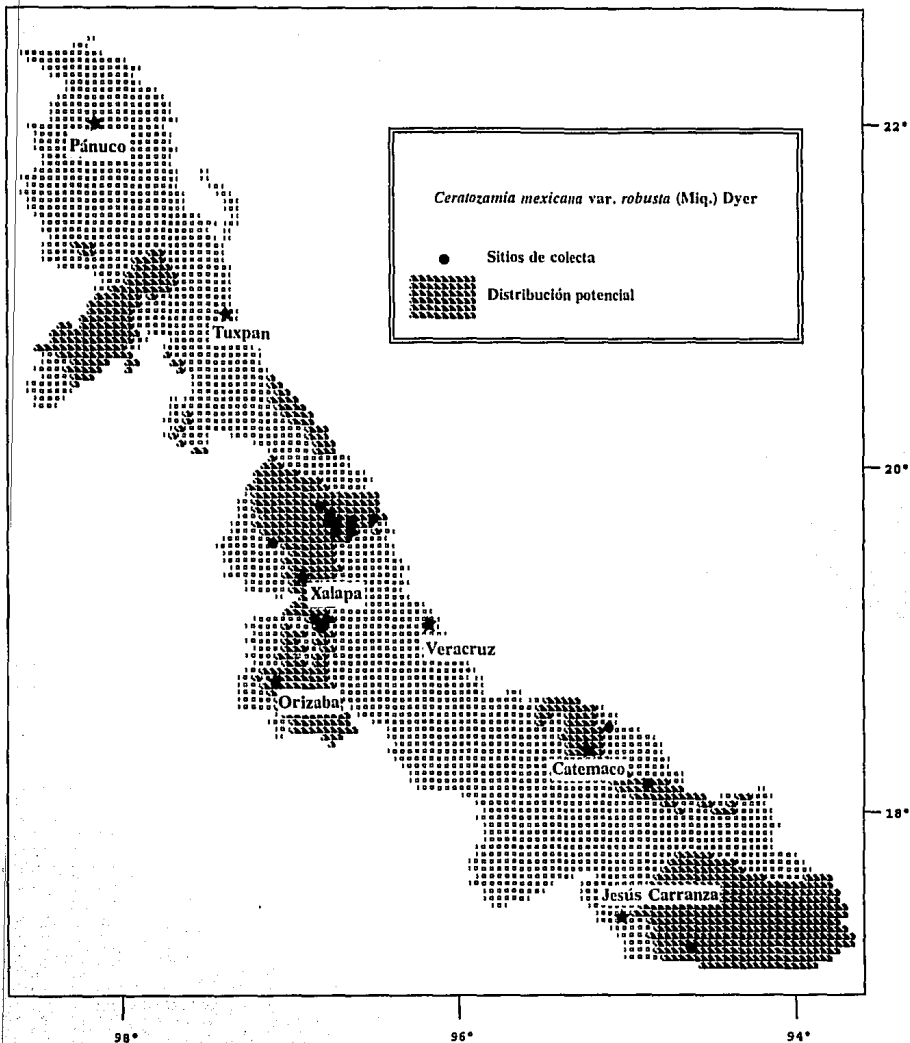 22°
Pánuco
Ceratozamia mexicana var. robusta (Miq.) Dyer
Sitios de colecta
Distribución potencial
Tuxpan
20°
Xalapa
Veracruz
Orizaba
Catemaco
18°
Jesús Carranza
98°
96°
94°